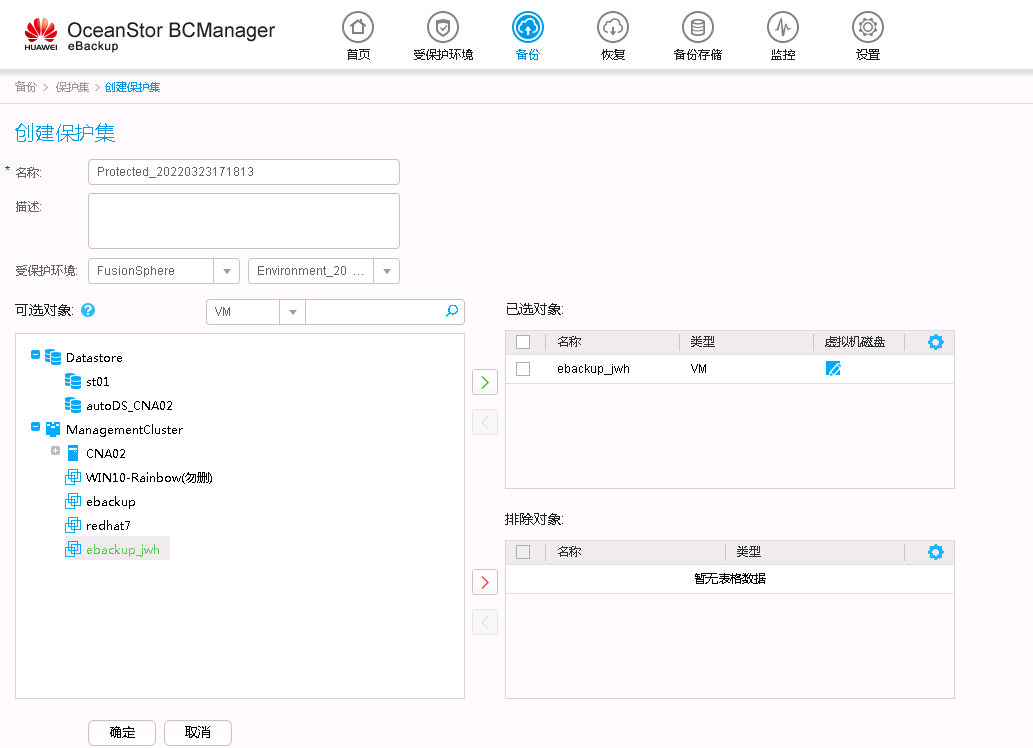 HUAWEI
OceanStor BCManager
eBackup
首页
受保护环境
备份
恢复
备份存储
监控
设置
备份 > 保护集 > 创建保护集
创建保护集
* 名称: Protected_20220323171813
描述:
受保护环境: FusionSphere Environment_20 ...
可选对象: ? VM
Datastore
st01
autoDS_CNA02
ManagementCluster
CNA02
WIN10-Rainbow(勿删)
ebackup
redhat7
ebackup_jwh
已选对象:
名称 类型 虚拟机磁盘
ebackup_jwh VM
排除对象:
名称 类型
暂无表格数据
确定 取消